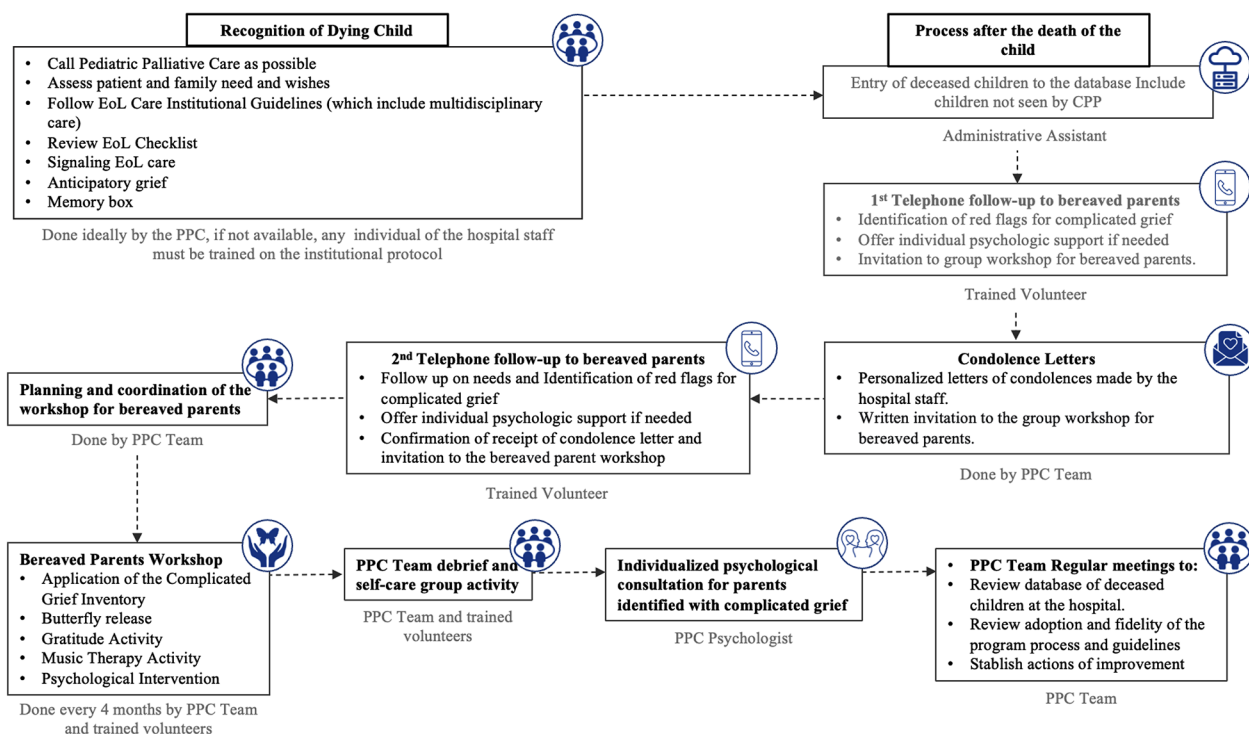 Recognition of Dying Child
• Call Pediatric Palliative Care as possible
• Assess patient and family need and wishes
• Follow EoL Care Institutional Guidelines (which include multidisciplinary
care)
• Review EoL Checklist
• Signaling EoL care
• Anticipatory grief
• Memory box
Done ideally by the PPC, if not available, any individual of the hospital staff
must be trained on the institutional protocol
Process after the death of the
child
Entry of deceased children to the database Include
children not seen by CPP
Administrative Assistant
1st Telephone follow-up to bereaved parents
• Identification of red flags for complicated grief
• Offer individual psychologic support if needed
• Invitation to group workshop for bereaved parents.
Trained Volunteer
Condolence Letters
• Personalized letters of condolences made by the
hospital staff.
• Written invitation to the group workshop for
bereaved parents.
Done by PPC Team
2nd Telephone follow-up to bereaved parents
• Follow up on needs and Identification of red flags for
complicated grief
• Offer individual psychologic support if needed
• Confirmation of receipt of condolence letter and
invitation to the bereaved parent workshop
Trained Volunteer
Planning and coordination of the
workshop for bereaved parents
Done by PPC Team
Bereaved Parents Workshop
• Application of the Complicated
Grief Inventory
• Butterfly release
• Gratitude Activity
• Music Therapy Activity
• Psychological Intervention
Done every 4 months by PPC Team
and trained volunteers
PPC Team debrief and
self-care group activity
PPC Team and trained
volunteers
Individualized psychological
consultation for parents
identified with complicated grief
PPC Psychologist
• PPC Team Regular meetings to:
• Review database of deceased
children at the hospital.
• Review adoption and fidelity of the
program process and guidelines
• Stablish actions of improvement
PPC Team